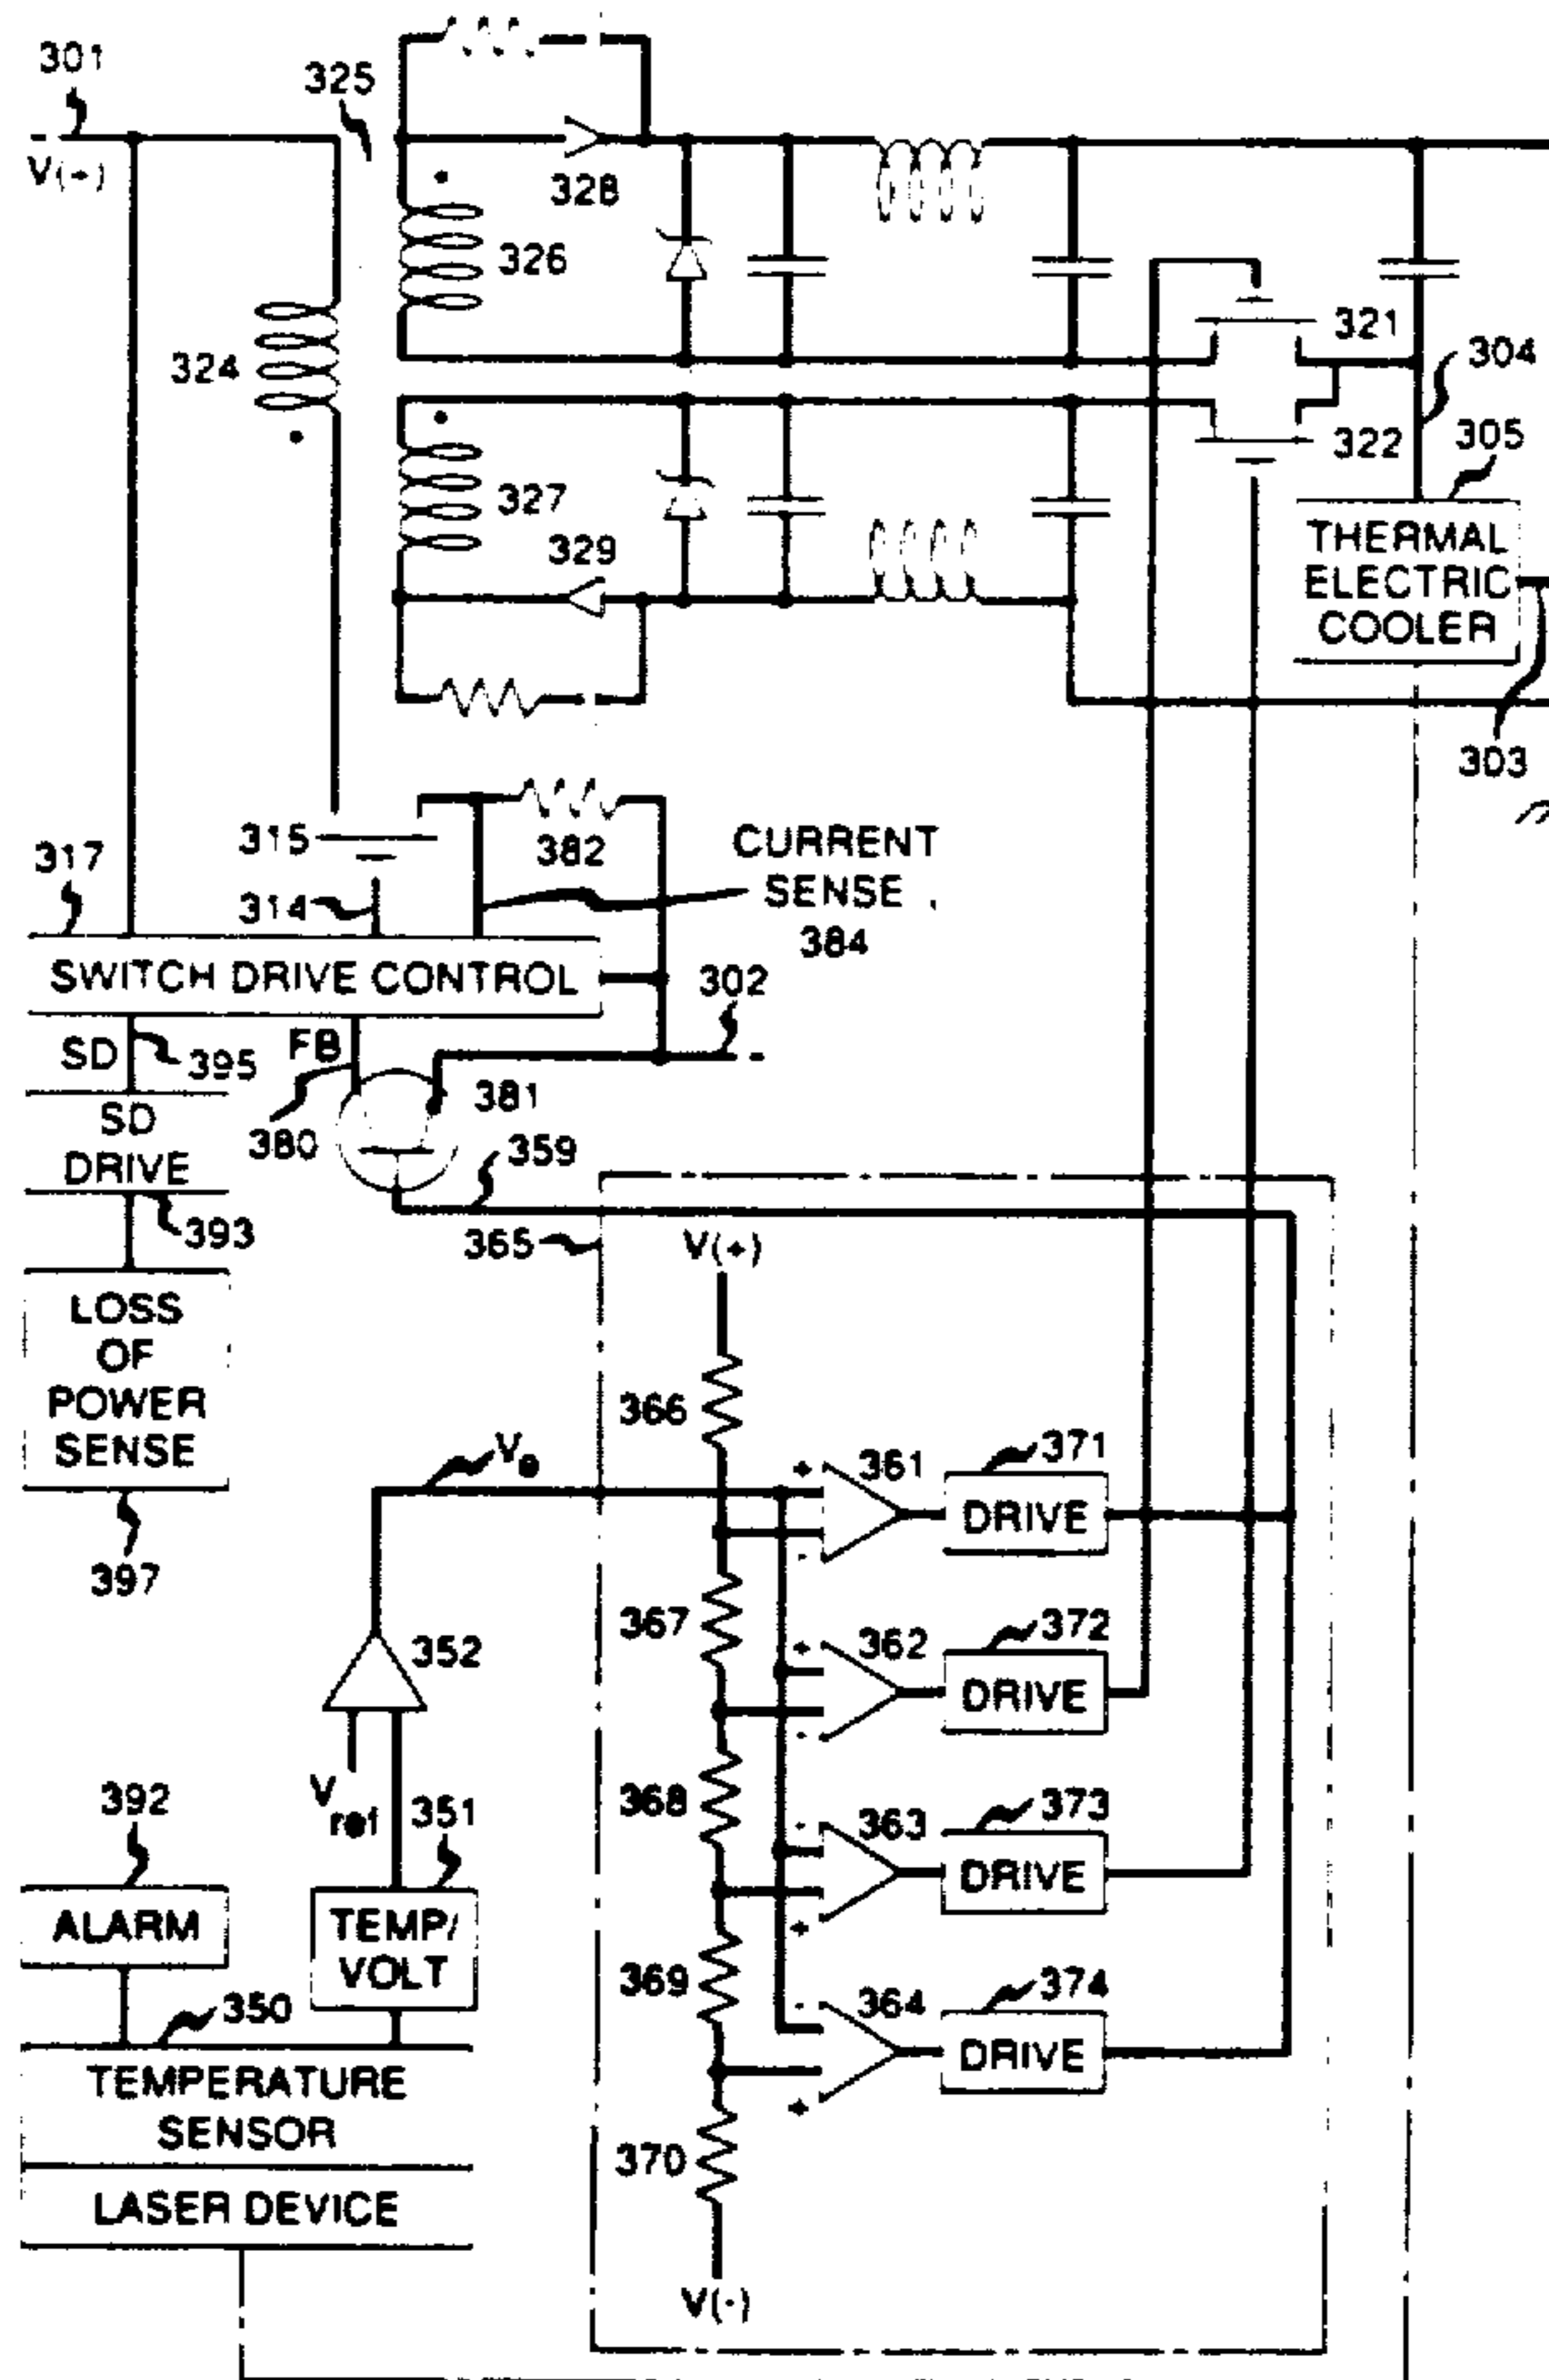 301
325
V(+)
328
326
324
321
304
322
305
327
329
THERMAL
ELECTRIC
COOLER
303
315
382
CURRENT
SENSE
384
317
314
SWITCH DRIVE CONTROL
302
SD
395
FB
381
SD
DRIVE
380
359
393
365
V(+)
LOSS
OF
POWER
SENSE
366
Ve
+
361
371
DRIVE
-
397
367
352
+
362
372
DRIVE
-
Vref
351
392
368
-
363
373
DRIVE
+
ALARM
TEMP/
VOLT
369
350
-
364
374
DRIVE
+
TEMPERATURE
SENSOR
370
LASER DEVICE
V(-)